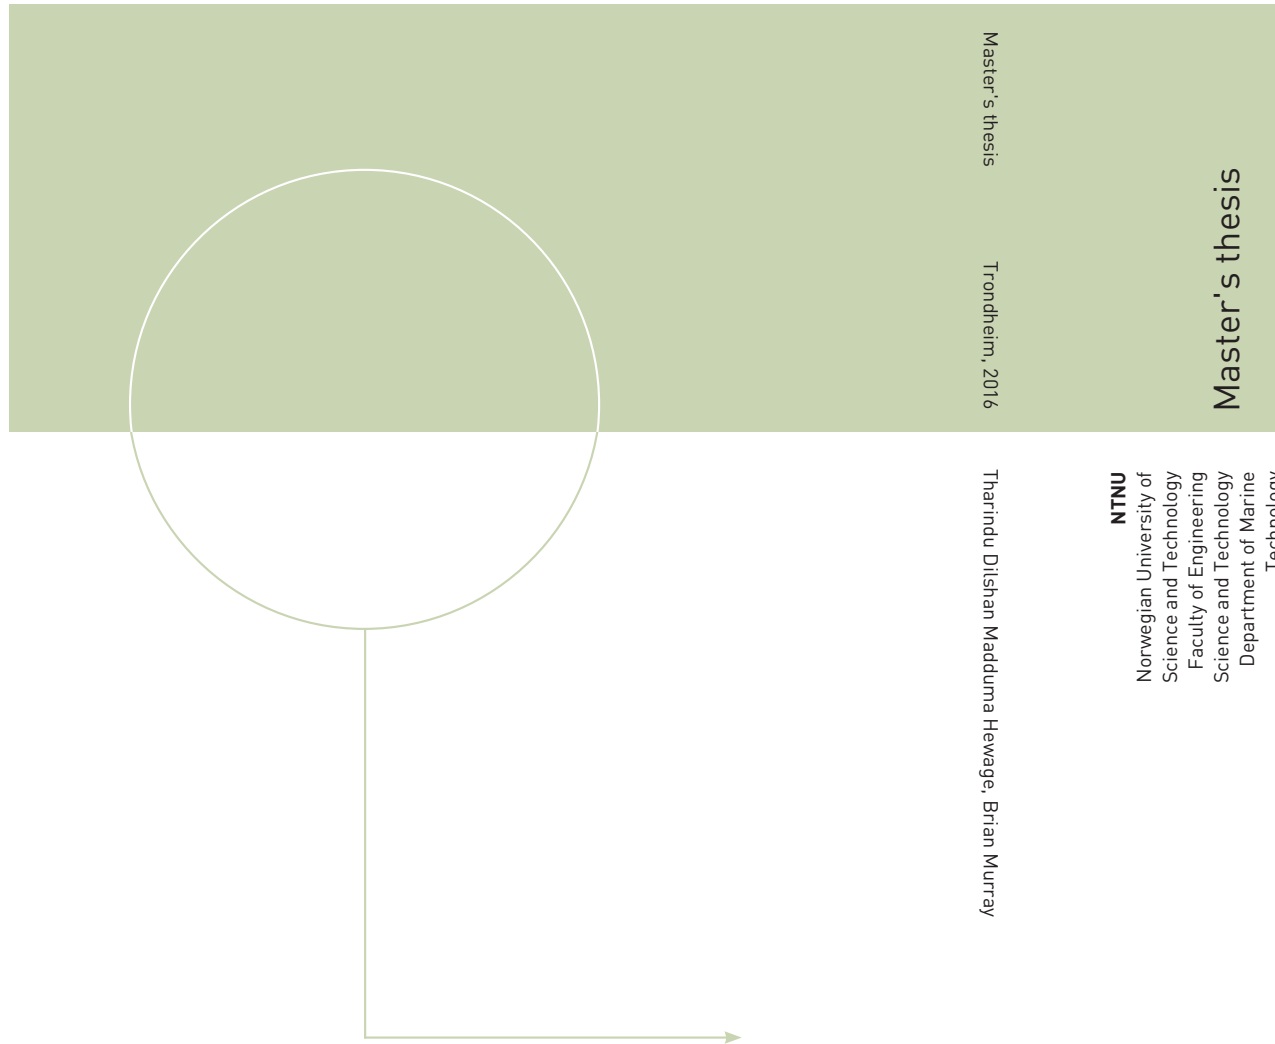 Master's thesis
Trondheim, 2016
Tharindu Dilshan Madduma Hewage, Brian Murray
NTNU
Norwegian University of
Science and Technology
Faculty of Engineering
Science and Technology
Department of Marine
Technology
Master's thesis